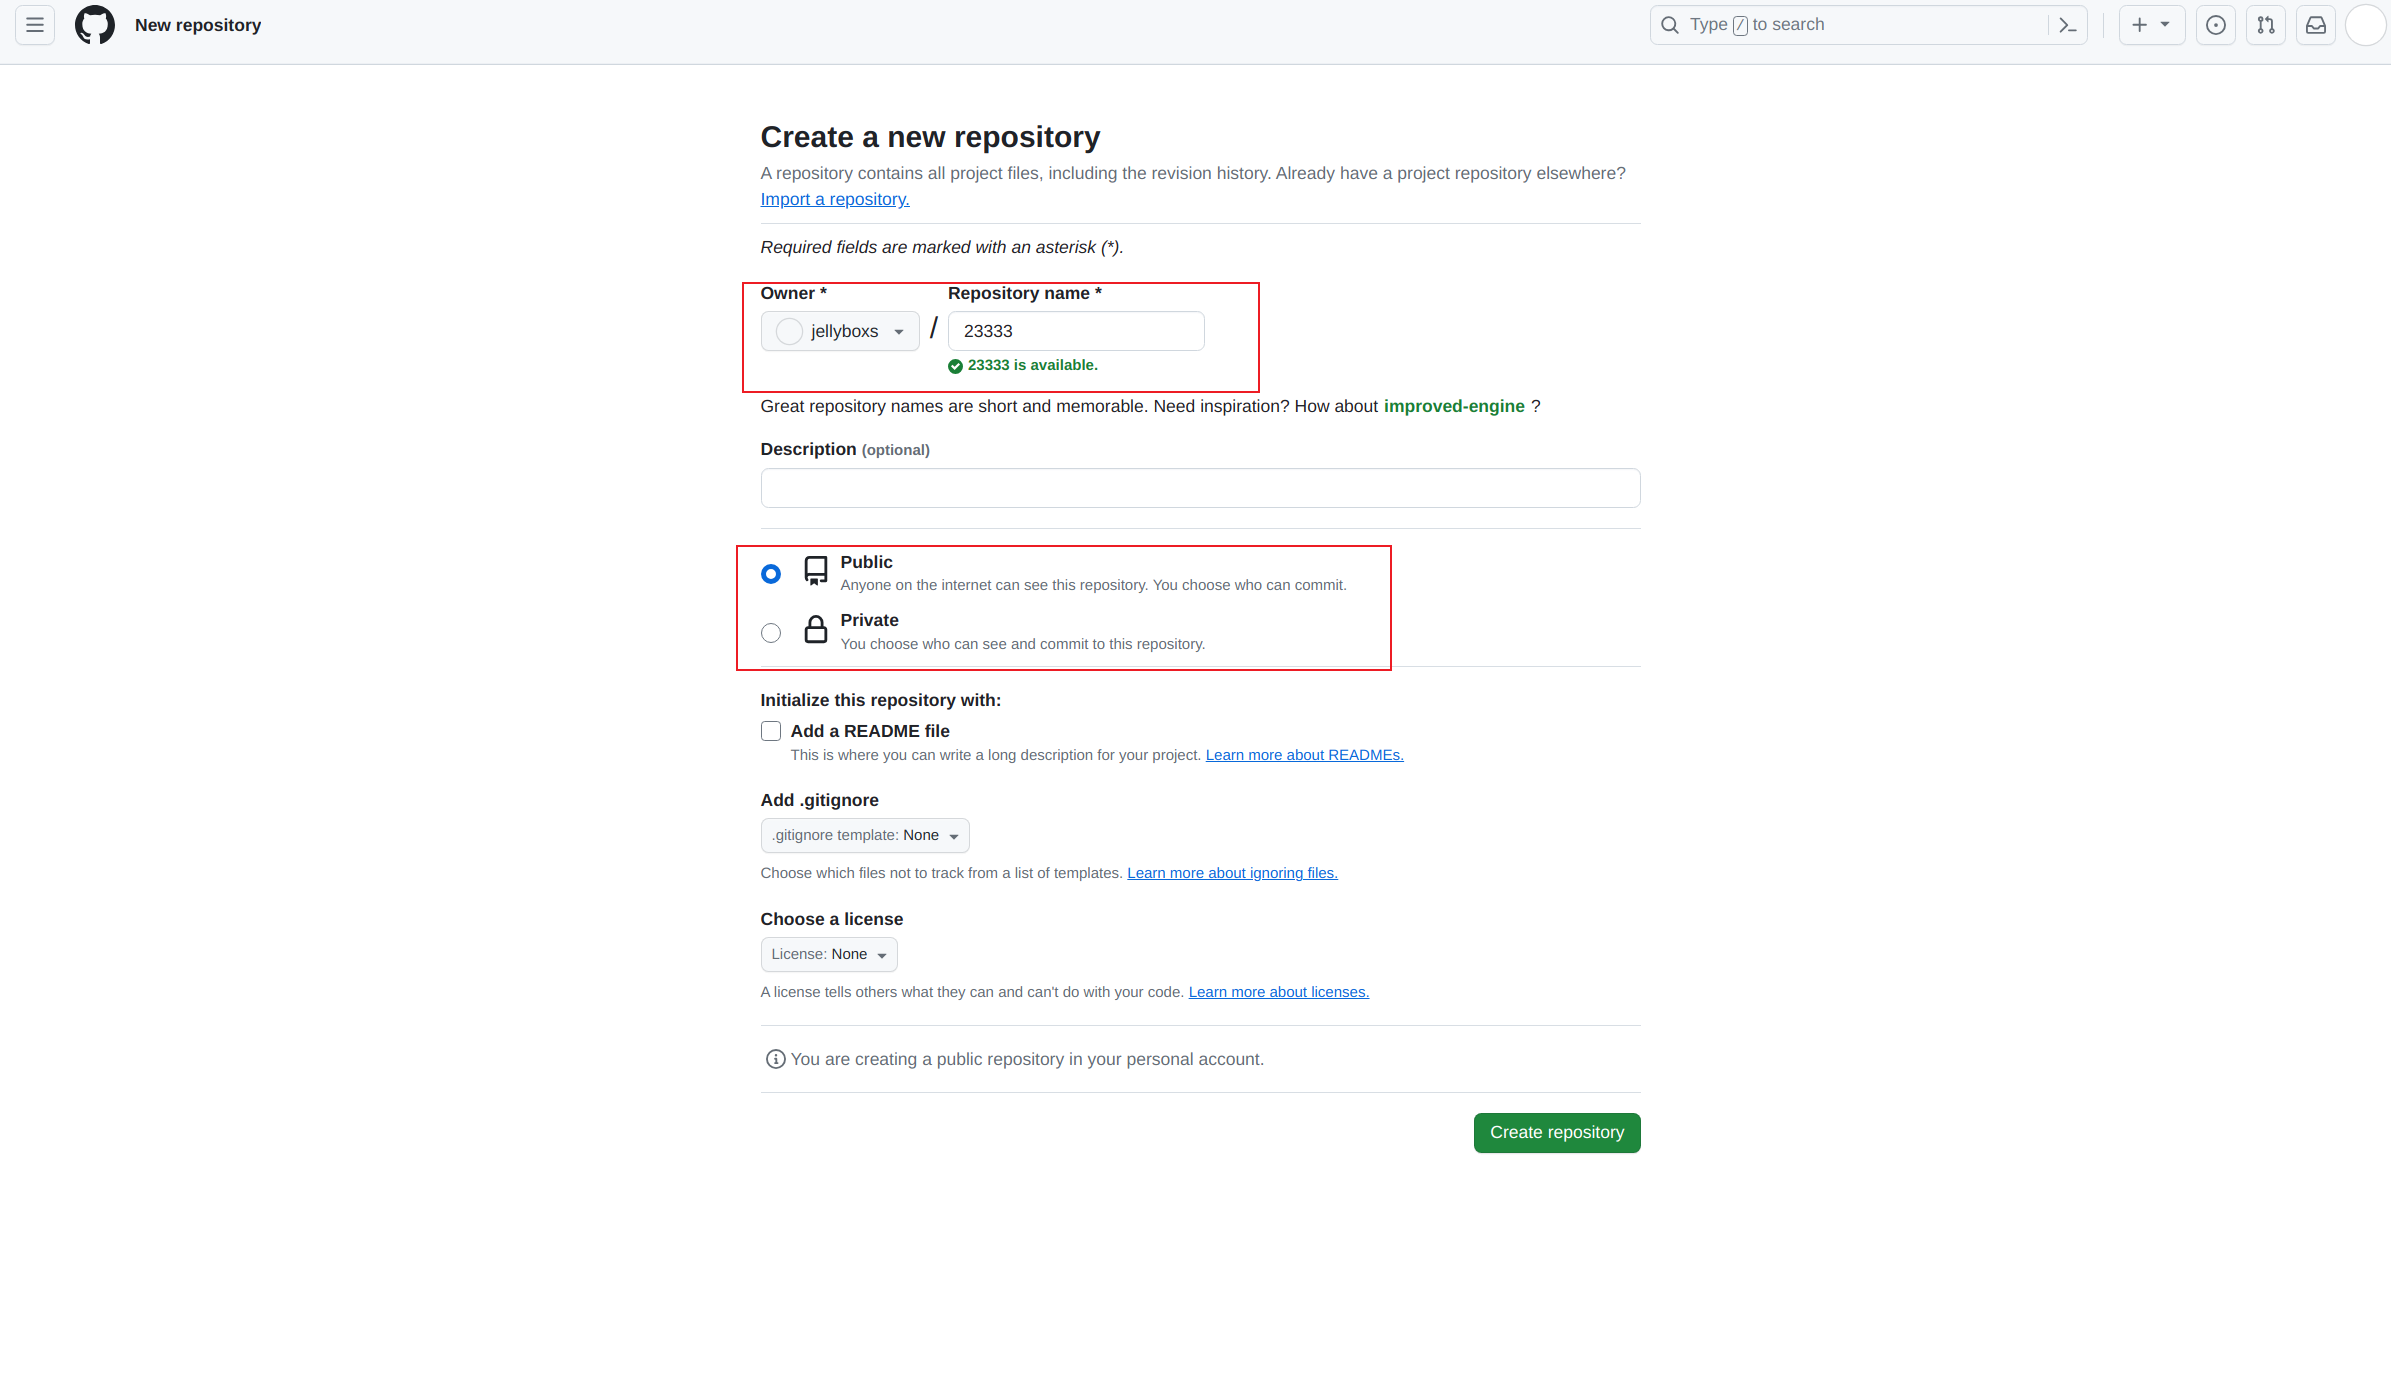 New repository
Type / to search
Create a new repository
A repository contains all project files, including the revision history. Already have a project repository elsewhere?
Import a repository.
Required fields are marked with an asterisk (*).
Owner * Repository name *
jellyboxs / 23333
23333 is available.
Great repository names are short and memorable. Need inspiration? How about improved-engine ?
Description (optional)
Public
Anyone on the internet can see this repository. You choose who can commit.
Private
You choose who can see and commit to this repository.
Initialize this repository with:
Add a README file
This is where you can write a long description for your project. Learn more about READMEs.
Add .gitignore
.gitignore template: None
Choose which files not to track from a list of templates. Learn more about ignoring files.
Choose a license
License: None
A license tells others what they can and can't do with your code. Learn more about licenses.
You are creating a public repository in your personal account.
Create repository